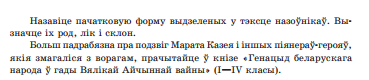 Назавіце пачатковую форму выдзеленых у тэксце назоўнікаў. Вы-
значце іх род, лік і склон.
Больш падрабязна пра подзвіг Марата Казея і іншых піянераў-герояў,
якія змагаліся з ворагам, прачытайце ў кнізе «Генацыд беларускага
народа ў гады Вялікай Айчыннай вайны» (I—IV класы).